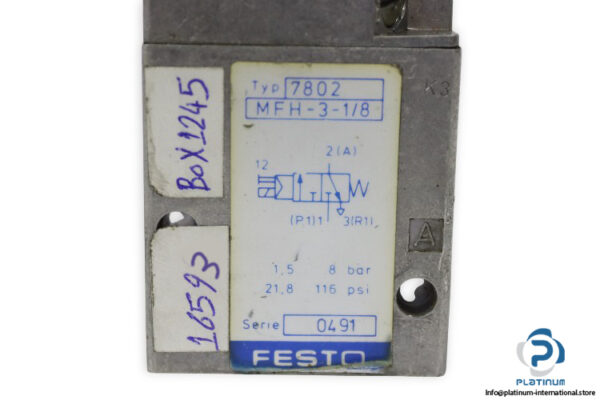 Typ 7802
MFH-3-1/8
K3
2(A)
12
(P1)1 3(R1)
A
1,5 8 bar
21,8 116 psi
Serie 0491
FESTO
BOX1245
16593
PLATINUM
Info@platinum-international.store